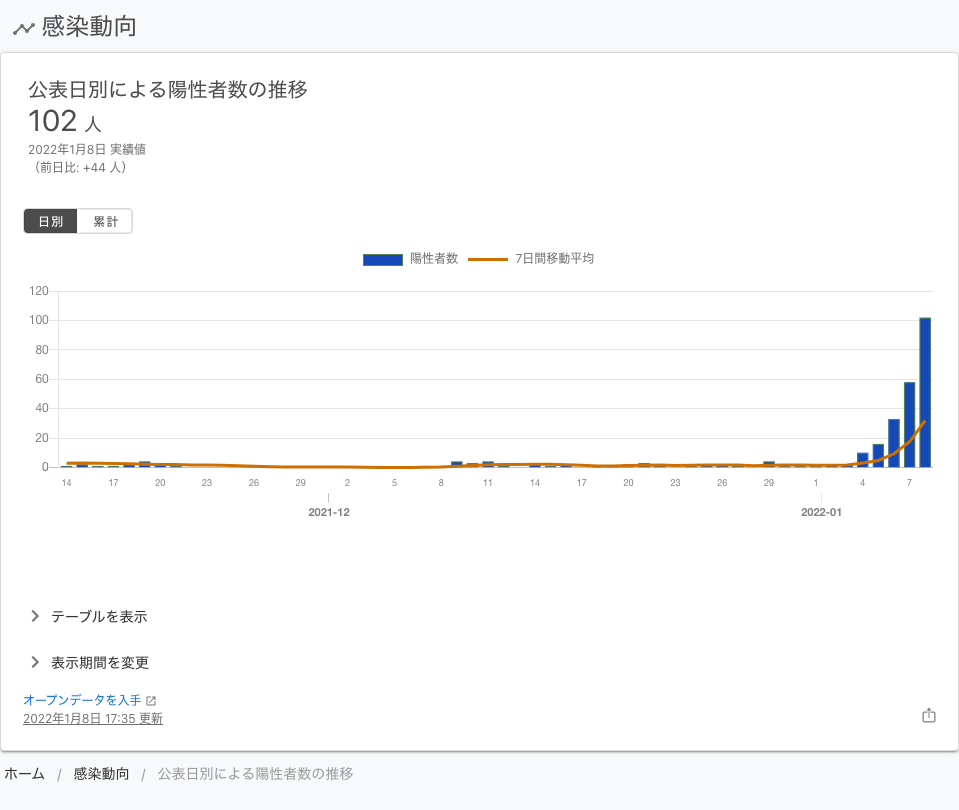 感染動向
公表日別による陽性者数の推移
102 人
2022年1月8日 実績値
（前日比: +44 人）
日別 累計
陽性者数 7日間移動平均
120
100
80
60
40
20
0
14 17 20 23 26 29 2 5 8 11 14 17 20 23 26 29 1 4 7
2021-12 2022-01
テーブルを表示
表示期間を変更
オープンデータを入手
2022年1月8日 17:35 更新
ホーム / 感染動向 / 公表日別による陽性者数の推移